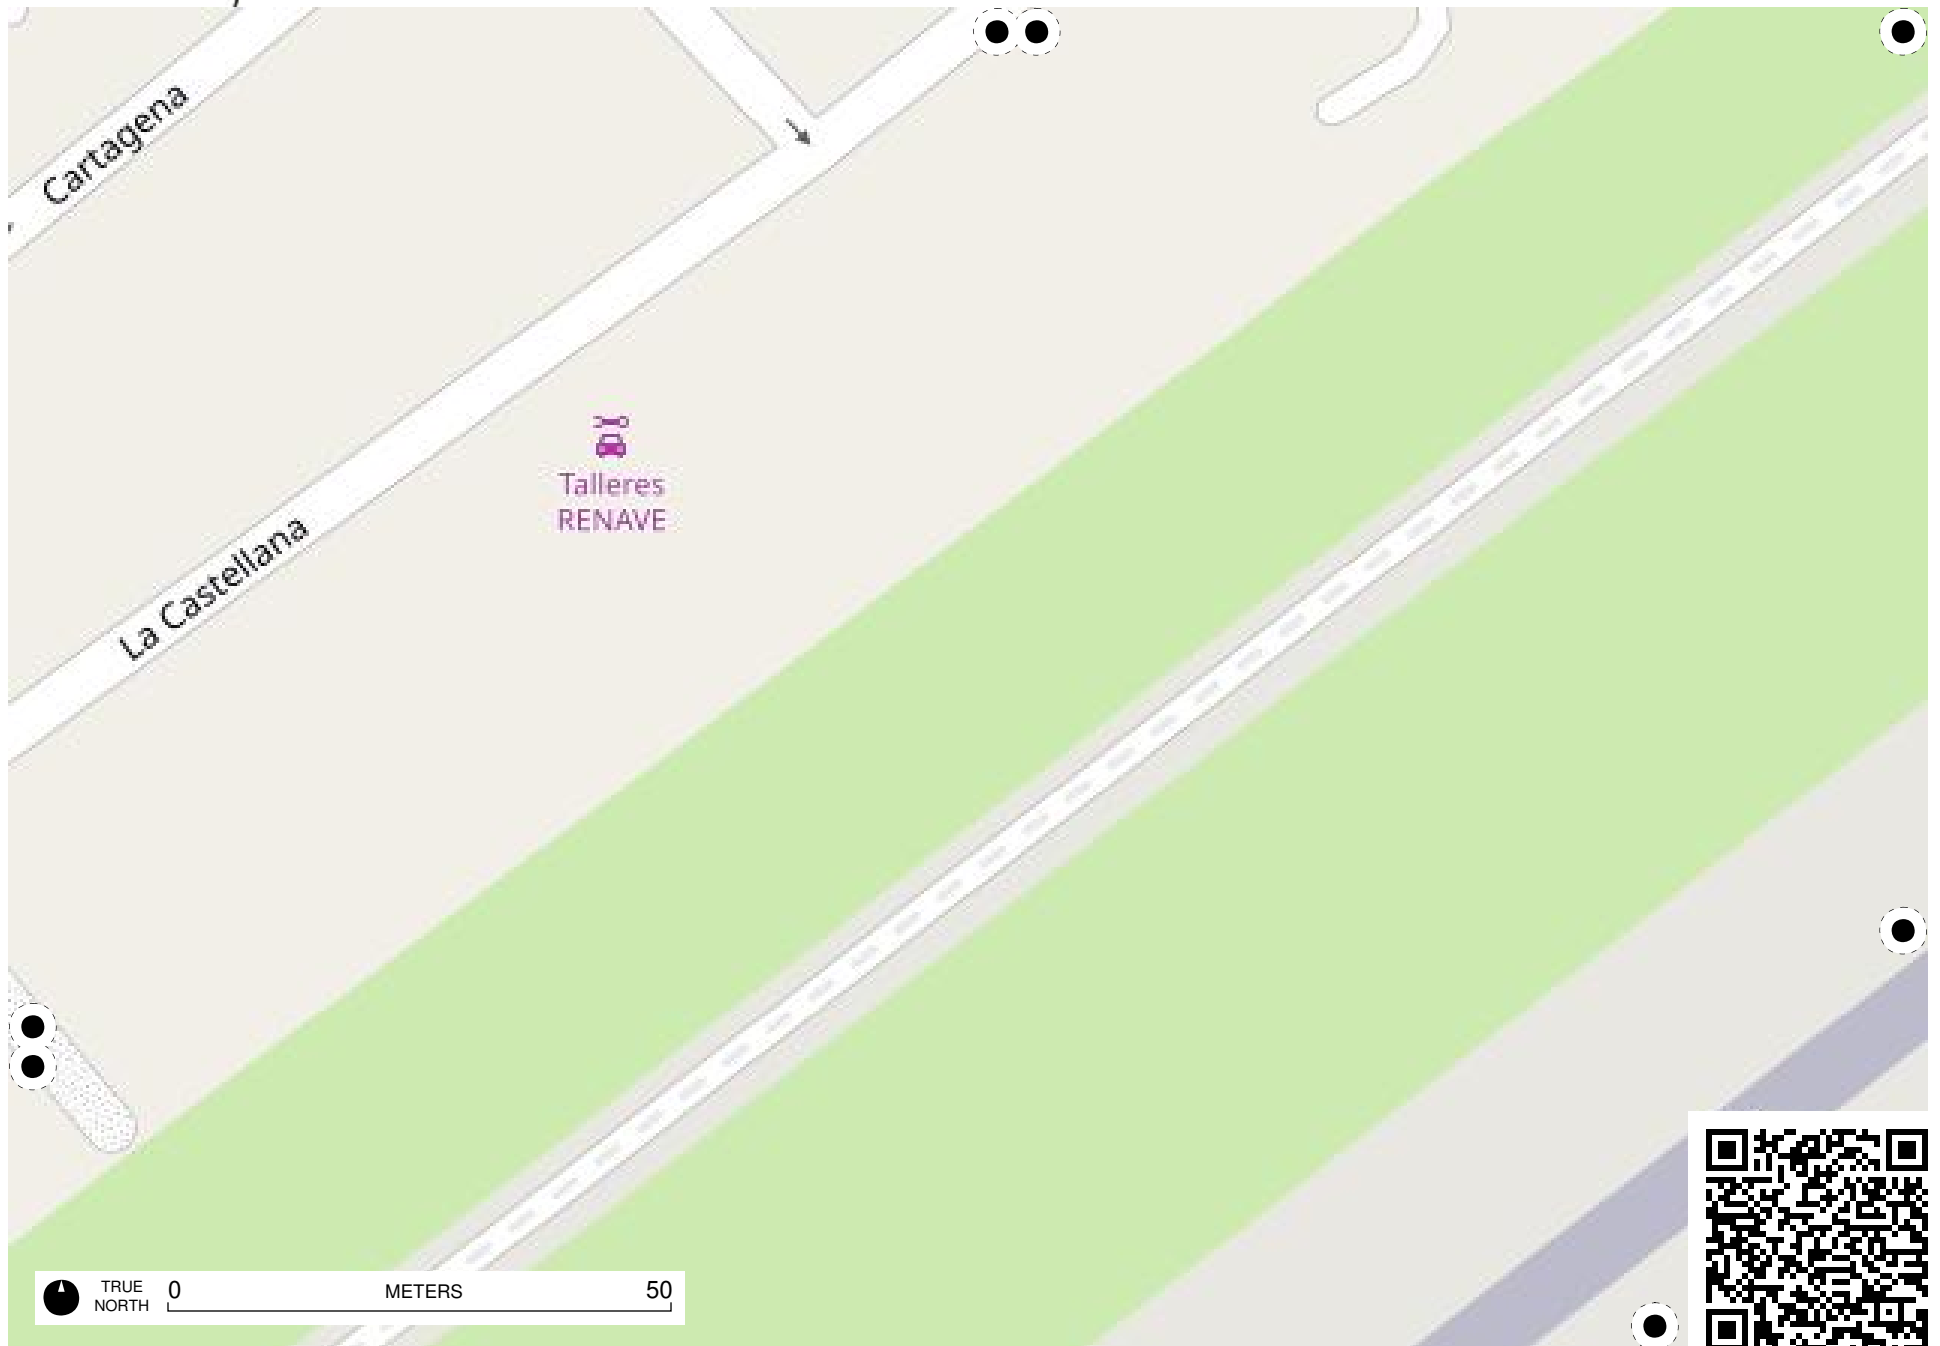 Cartagena
La Castellana
Talleres
RENAVE
TRUE
NORTH
0 METERS 50